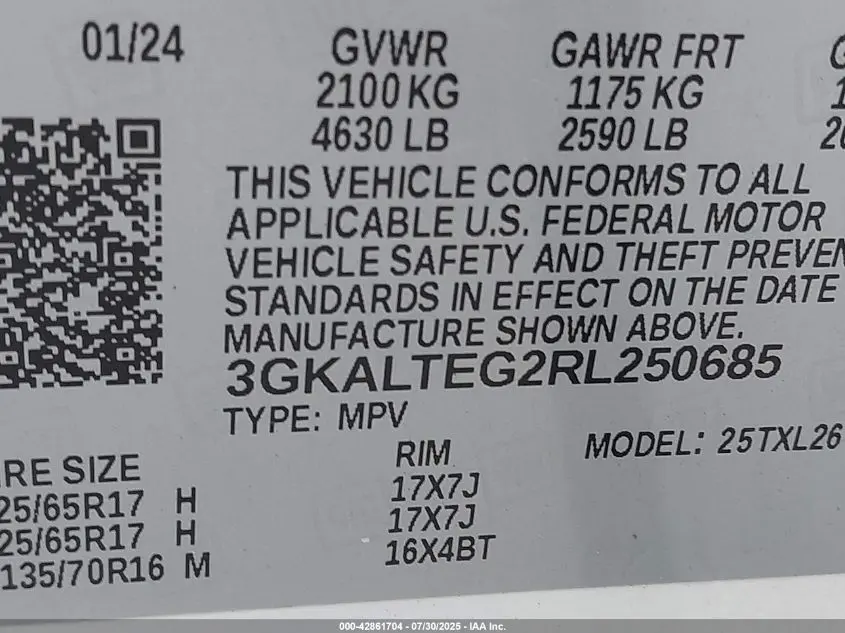 01/24 GVWR GAWR FRT
2100 KG 1175 KG
4630 LB 2590 LB
THIS VEHICLE CONFORMS TO ALL
APPLICABLE U.S. FEDERAL MOTOR
VEHICLE SAFETY AND THEFT PREVEN
STANDARDS IN EFFECT ON THE DATE
MANUFACTURE SHOWN ABOVE.
3GKALTEG2RL250685
TYPE: MPV MODEL: 25TXL26
IRE SIZE RIM
25/65R17 H 17X7J
25/65R17 H 17X7J
135/70R16 M 16X4BT
000-42861704 - 07/30/2025 - IAA Inc.